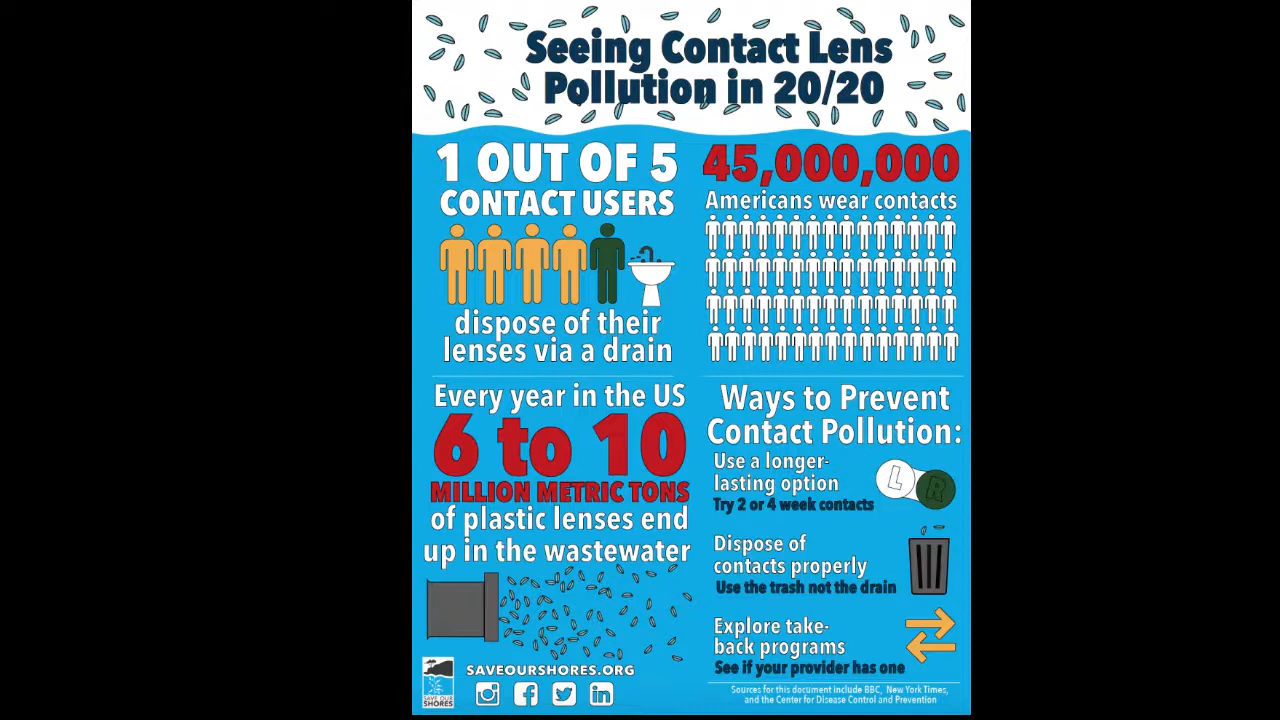 Seeing Contact Lens
Pollution in 20/20
1 OUT OF 5
CONTACT USERS
dispose of their
lenses via a drain
45,000,000
Americans wear contacts
Every year in the US
6 to 10
MILLION METRIC TONS
of plastic lenses end
up in the wastewater
SAVEOURSHORES.ORG
SAVE OUR
SHORES
Ways to Prevent
Contact Pollution:
Use a longer-
lasting option
Try 2 or 4 week contacts
L R
Dispose of
contacts properly
Use the trash not the drain
Explore take-
back programs
See if your provider has one
Sources for this document include BBC, New York Times,
and the Center for Disease Control and Prevention